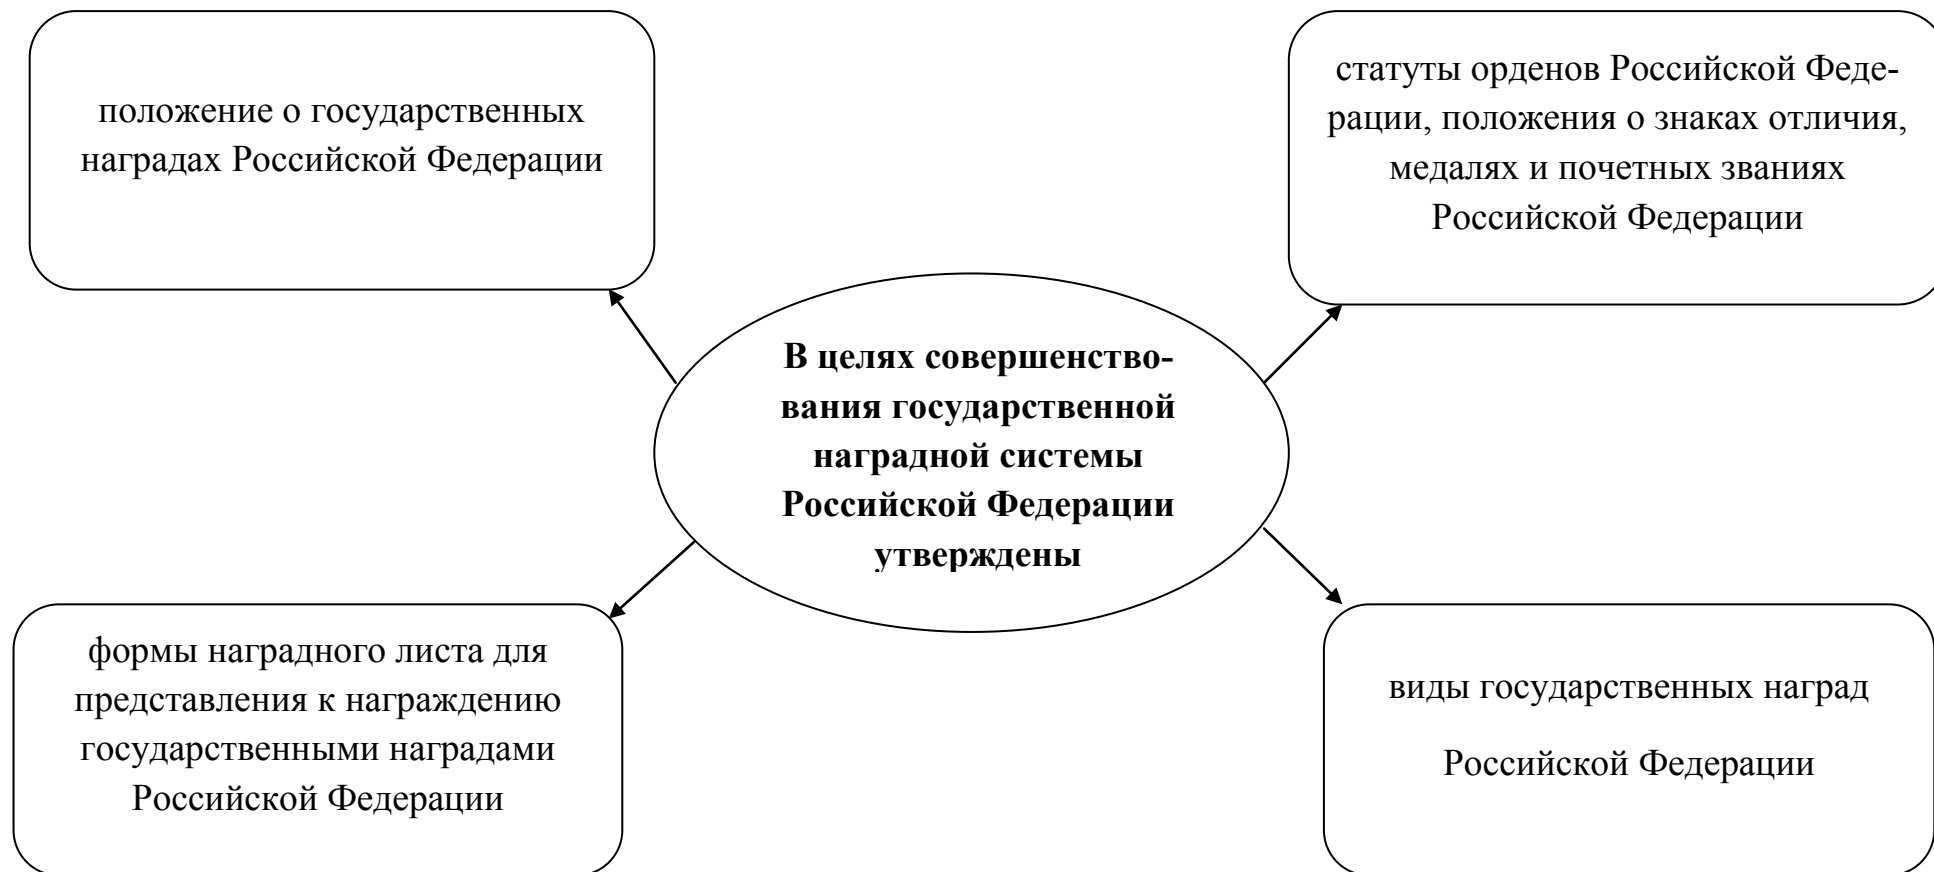 положение о государственных
наградах Российской Федерации
статуты орденов Российской Феде-
рации, положения о знаках отличия,
медалях и почетных званиях
Российской Федерации
В целях совершенство-
вания государственной
наградной системы
Российской Федерации
утверждены
формы наградного листа для
представления к награждению
государственными наградами
Российской Федерации
виды государственных наград
Российской Федерации